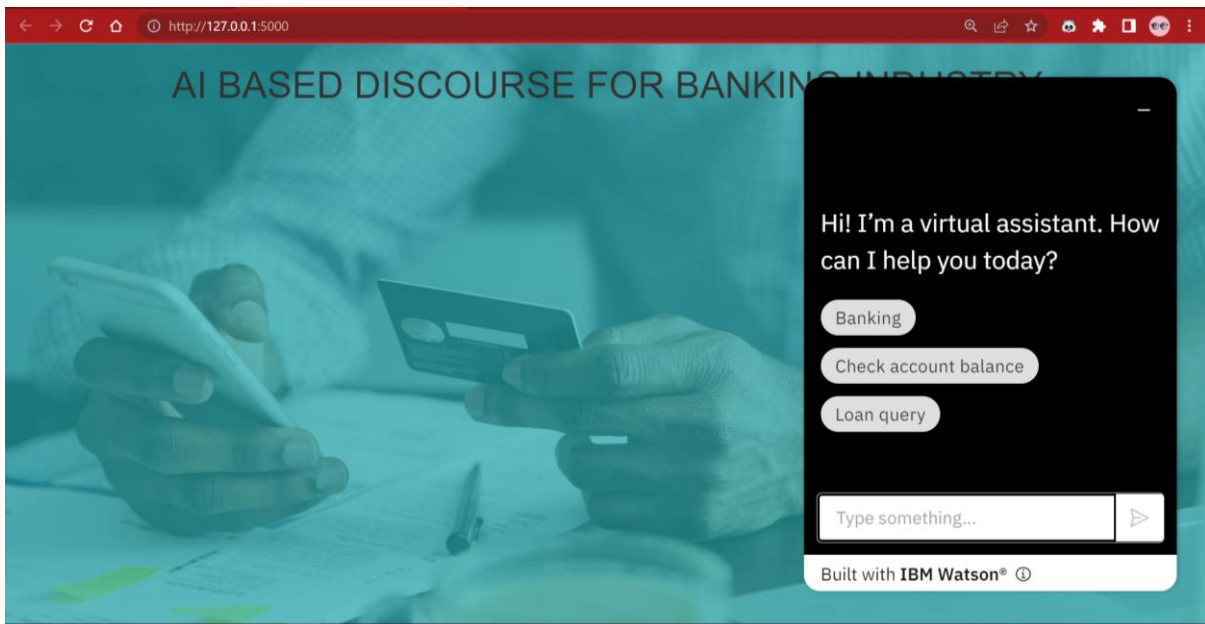 http://127.0.0.1:5000
AI BASED DISCOURSE FOR BANKING INDUSTRY
Hi! I’m a virtual assistant. How
can I help you today?
Banking
Check account balance
Loan query
Type something...
Built with IBM Watson®